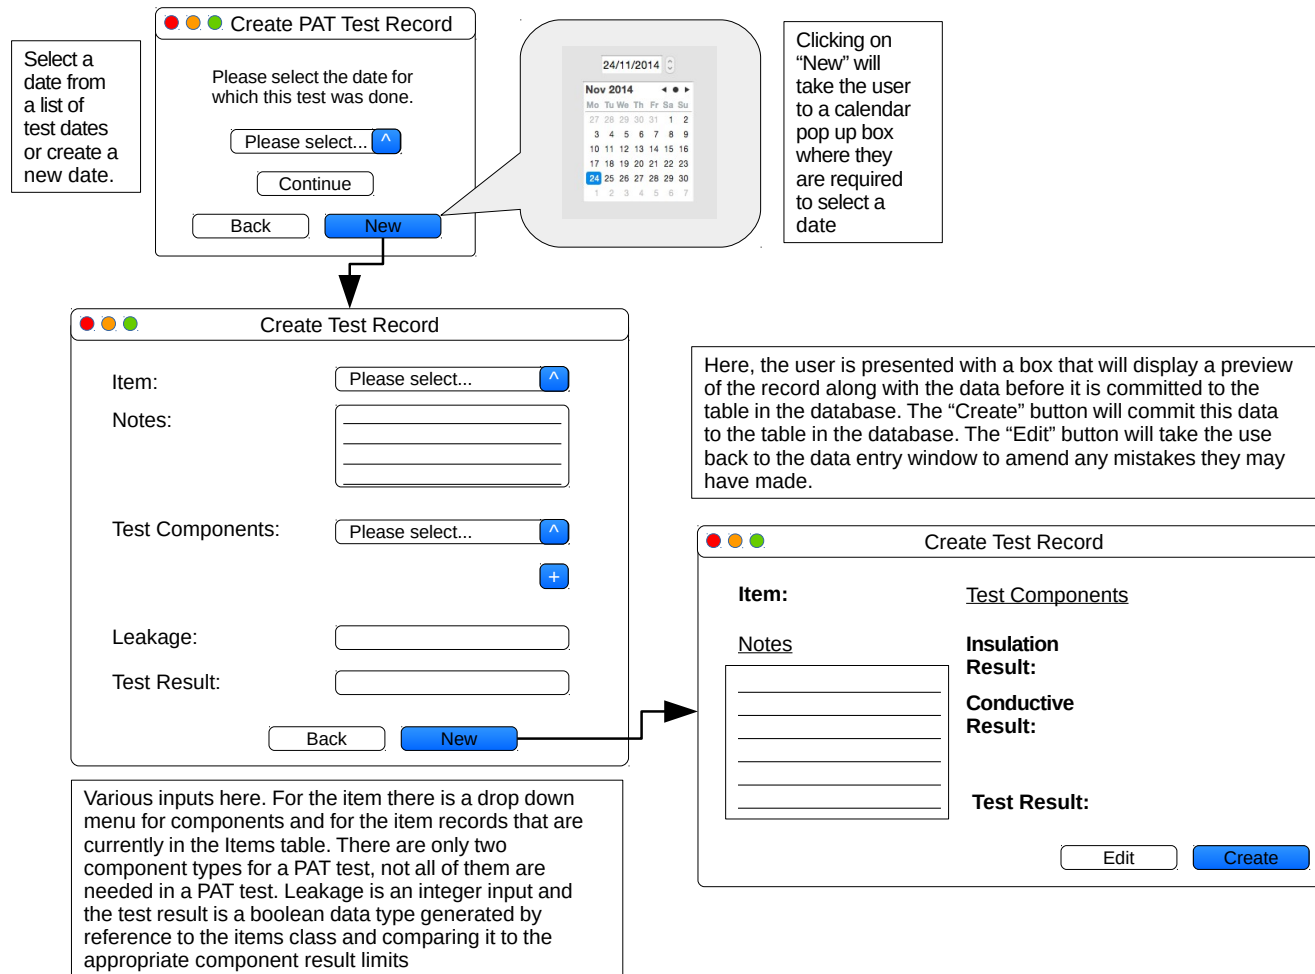 Create PAT Test Record
Select a
date from
a list of
test dates
or create a
new date.
Please select the date for
which this test was done.
Please select... ^
Continue
Back New
24/11/2014
Nov 2014
Mo Tu We Th Fr Sa Su
27 28 29 30 31 1 2
3 4 5 6 7 8 9
10 11 12 13 14 15 16
17 18 19 20 21 22 23
24 25 26 27 28 29 30
1 2 3 4 5 6 7
Clicking on
“New” will
take the user
to a calendar
pop up box
where they
are required
to select a
date
Create Test Record
Item: Please select... ^
Notes:
Test Components: Please select... ^
+
Leakage:
Test Result:
Back New
Various inputs here. For the item there is a drop down
menu for components and for the item records that are
currently in the Items table. There are only two
component types for a PAT test, not all of them are
needed in a PAT test. Leakage is an integer input and
the test result is a boolean data type generated by
reference to the items class and comparing it to the
appropriate component result limits
Here, the user is presented with a box that will display a preview
of the record along with the data before it is committed to the
table in the database. The “Create” button will commit this data
to the table in the database. The “Edit” button will take the use
back to the data entry window to amend any mistakes they may
have made.
Create Test Record
Item: Test Components
Notes
Insulation
Result:
Conductive
Result:
Test Result:
Edit Create